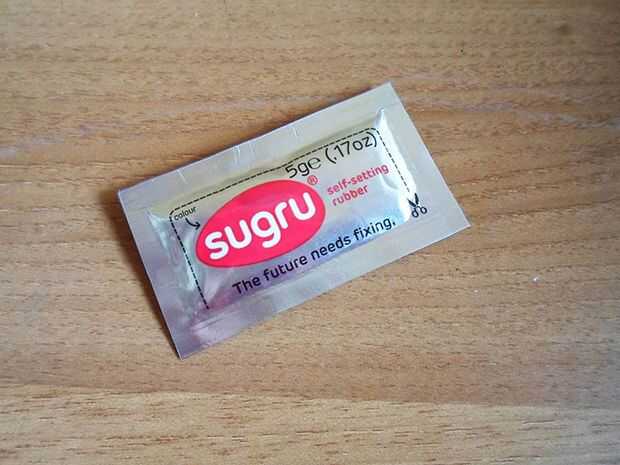 5ge (.17oz)
colour
sugru®
self-setting
rubber
The future needs fixing.